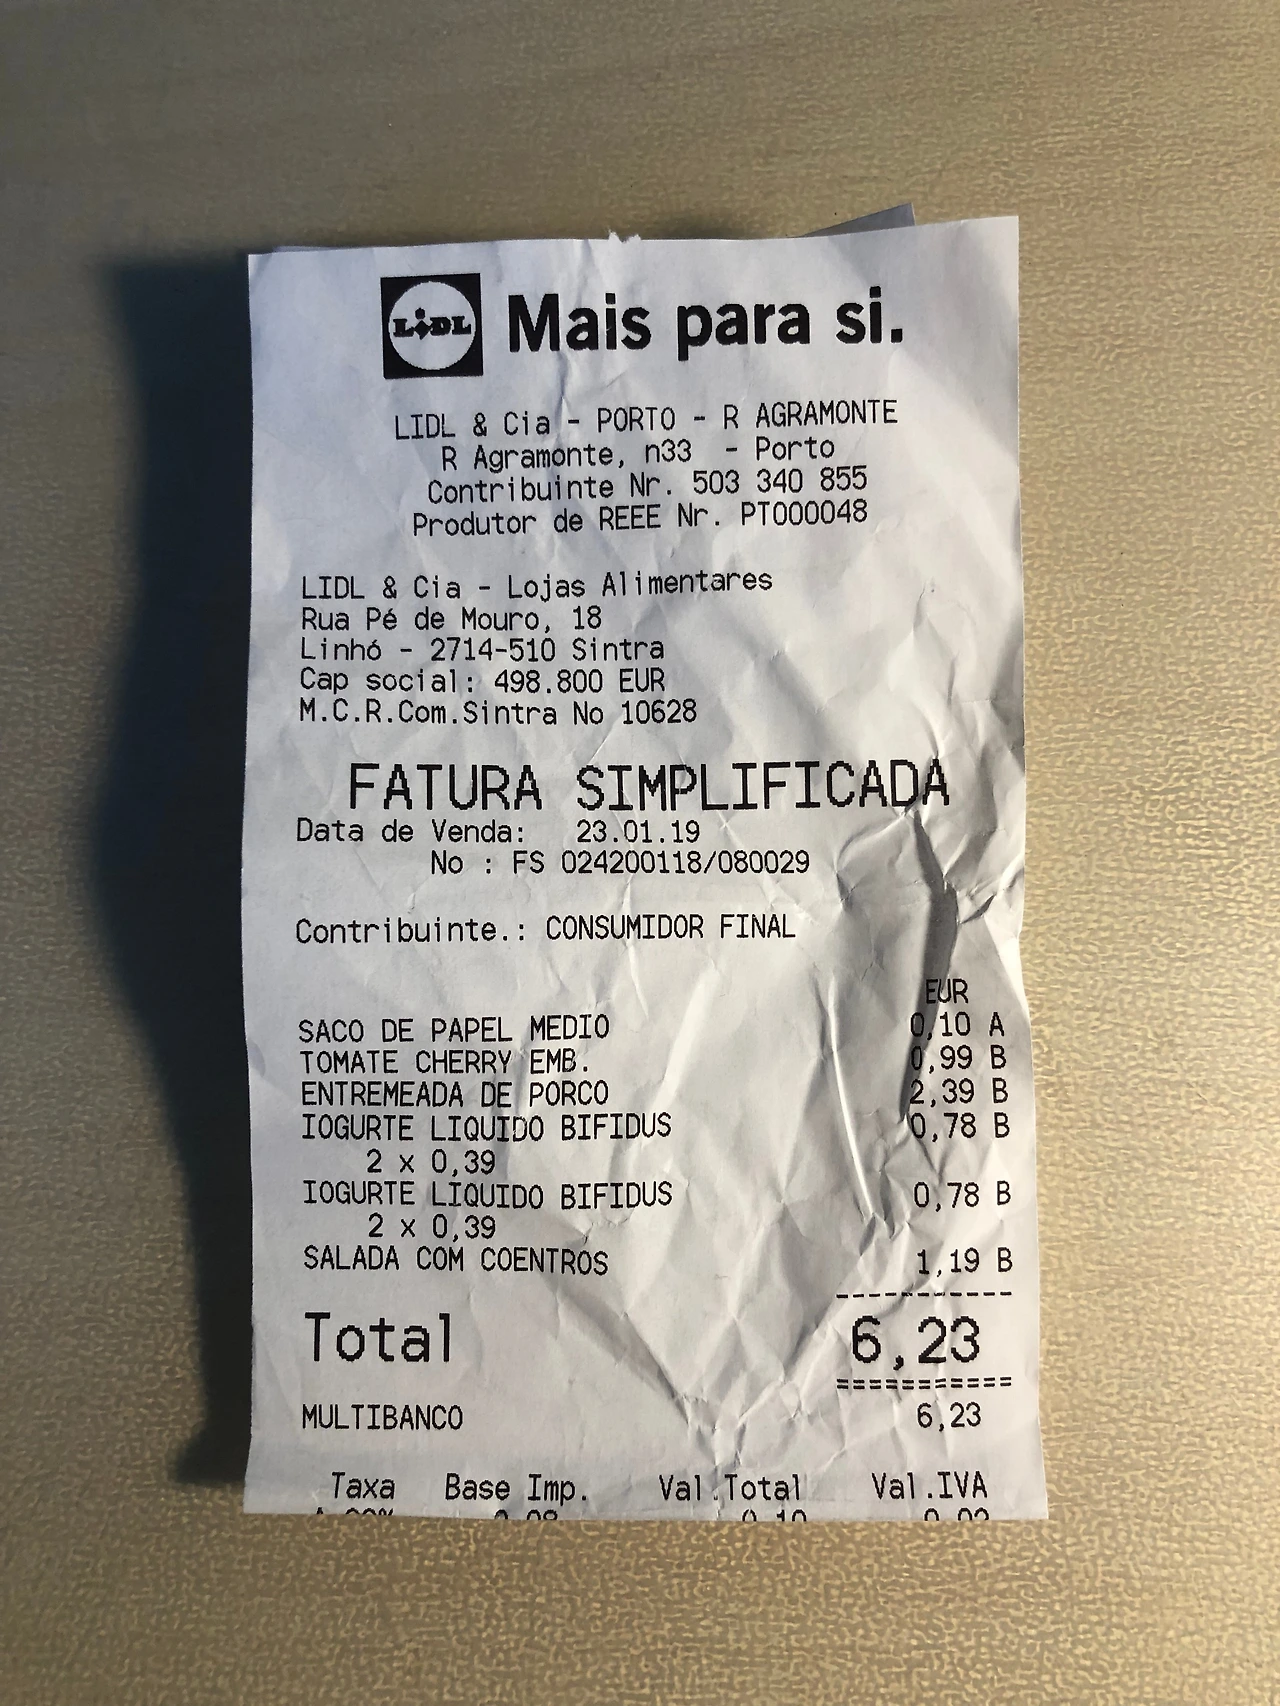 LIDL Mais para si.
LIDL & Cia - PORTO - R AGRAMONTE
R Agramonte, n33 - Porto
Contribuinte Nr. 503 340 855
Produtor de REEE Nr. PT000048
LIDL & Cia - Lojas Alimentares
Rua Pé de Mouro, 18
Linhó - 2714-510 Sintra
Cap social: 498.800 EUR
M.C.R.Com.Sintra No 10628
FATURA SIMPLIFICADA
Data de Venda: 23.01.19
No : FS 024200118/080029
Contribuinte.: CONSUMIDOR FINAL
EUR
SACO DE PAPEL MEDIO 0,10 A
TOMATE CHERRY EMB. 0,99 B
ENTREMEADA DE PORCO 2,39 B
IOGURTE LIQUIDO BIFIDUS 0,78 B
2 x 0,39
IOGURTE LIQUIDO BIFIDUS 0,78 B
2 x 0,39
SALADA COM COENTROS 1,19 B
-----------
Total 6,23
===========
MULTIBANCO 6,23
Taxa Base Imp. Val.Total Val.IVA